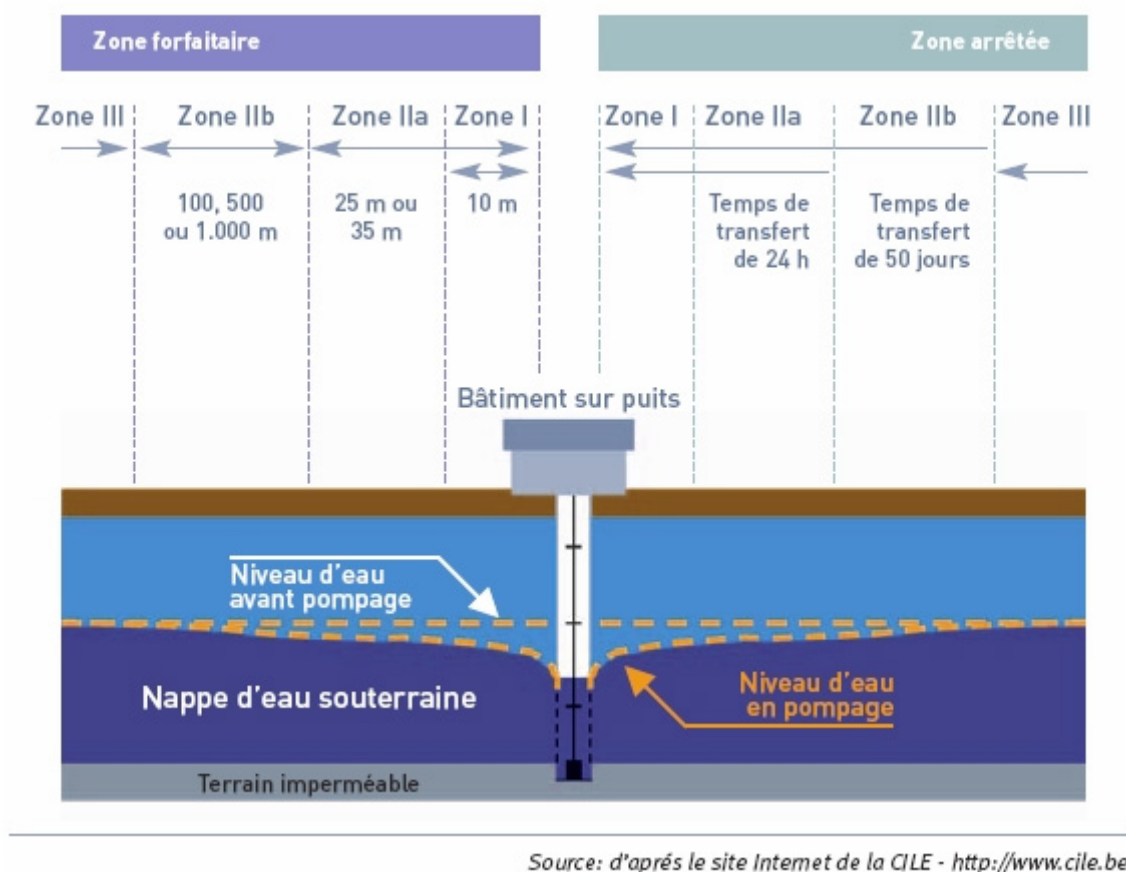 Zone forfaitaire
Zone arrêtée
Zone III
Zone IIb
Zone IIa
Zone I
Zone I
Zone IIa
Zone IIb
Zone III
100, 500
ou 1.000 m
25 m ou
35 m
10 m
Temps de
transfert
de 24 h
Temps de
transfert
de 50 jours
Bâtiment sur puits
Niveau d'eau
avant pompage
Nappe d'eau souterraine
Niveau d'eau
en pompage
Terrain imperméable
Source: d'aprés le site Internet de la CILE - http://www.cile.be